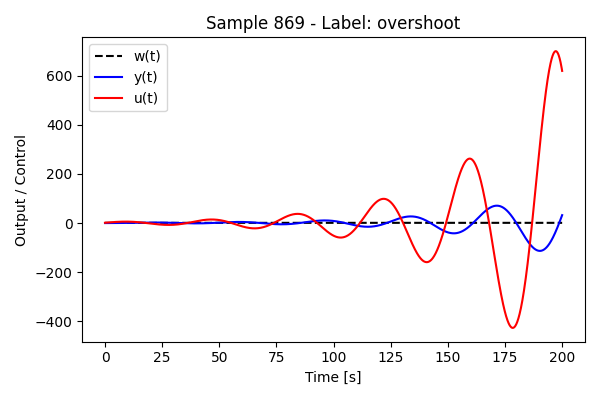 Sample 869 - Label: overshoot
w(t)
y(t)
u(t)
Output / Control
600
400
200
0
−200
−400
0 25 50 75 100 125 150 175 200
Time [s]